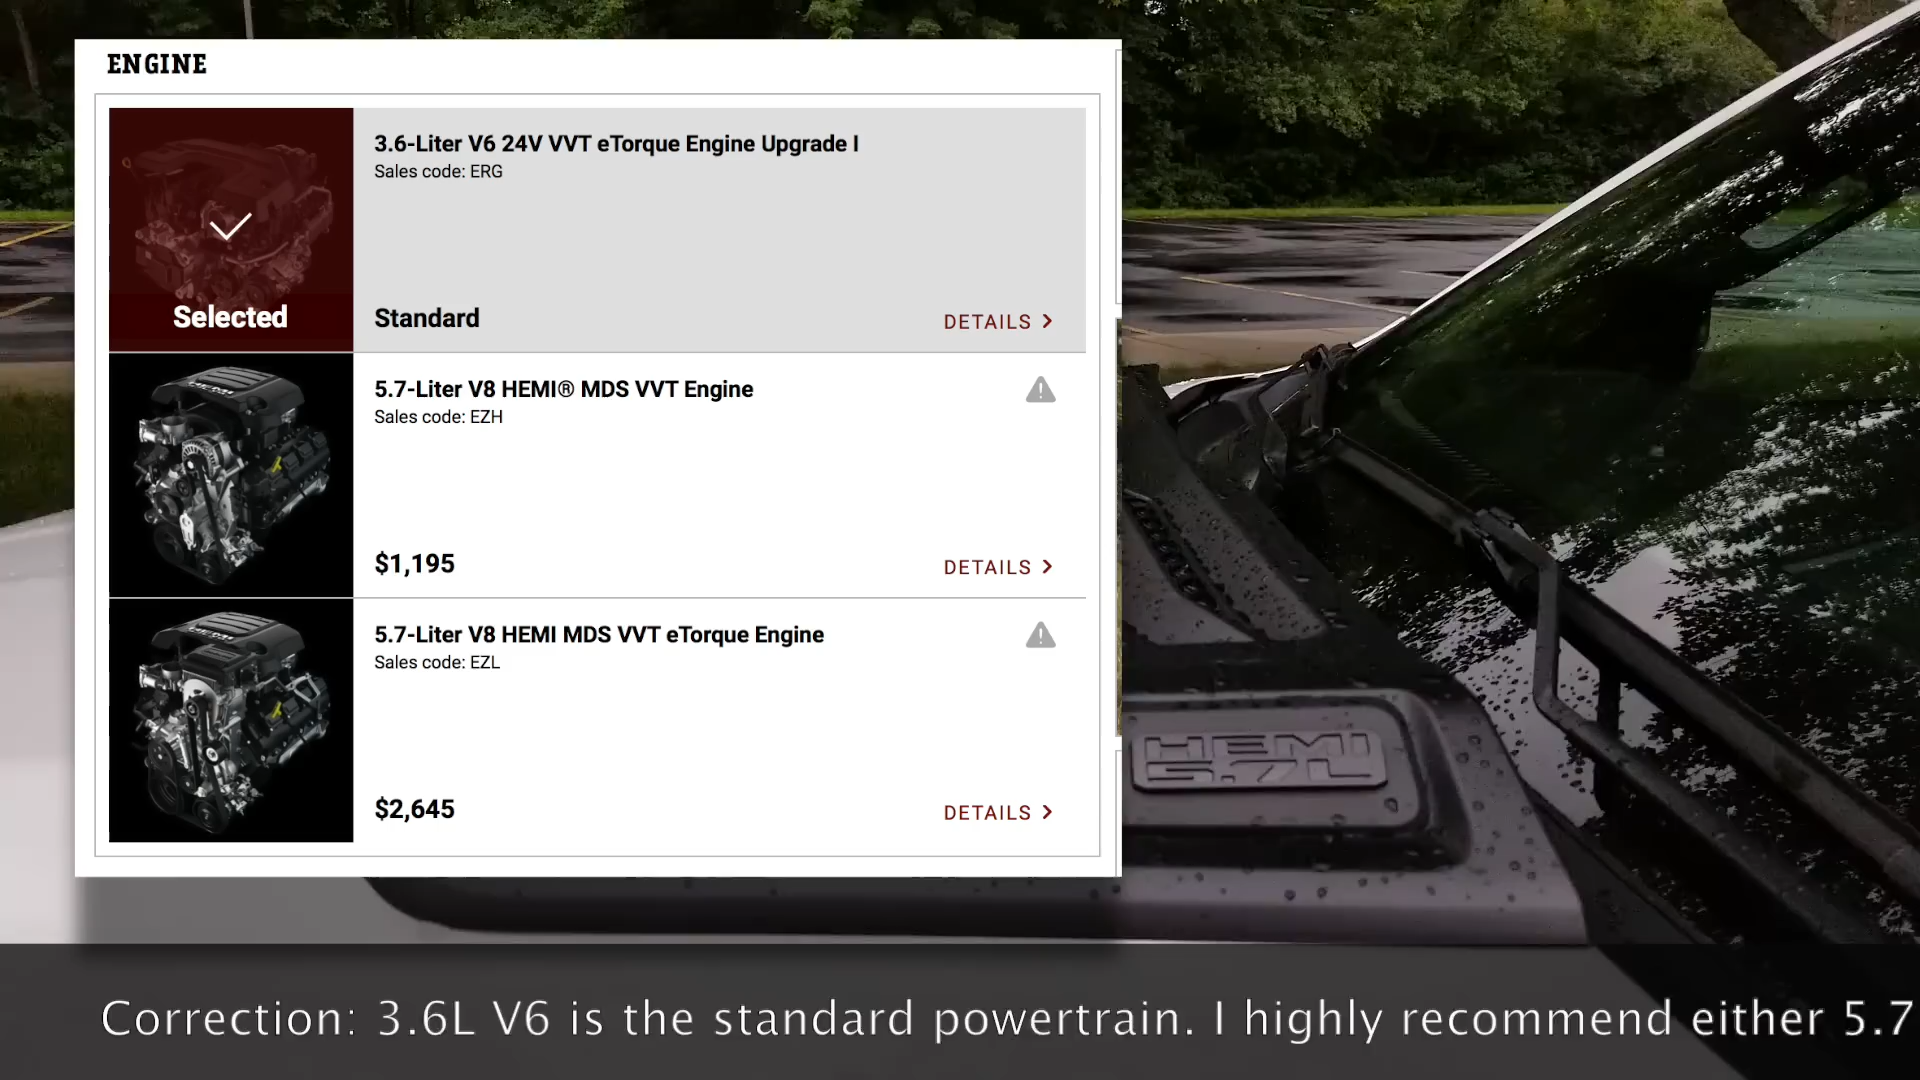 ENGINE
3.6-Liter V6 24V VVT eTorque Engine Upgrade I
Sales code: ERG
Selected
Standard
DETAILS >
5.7-Liter V8 HEMI® MDS VVT Engine
Sales code: EZH
$1,195
DETAILS >
5.7-Liter V8 HEMI MDS VVT eTorque Engine
Sales code: EZL
$2,645
DETAILS >
HEMI
5.7L
Correction: 3.6L V6 is the standard powertrain. I highly recommend either 5.7